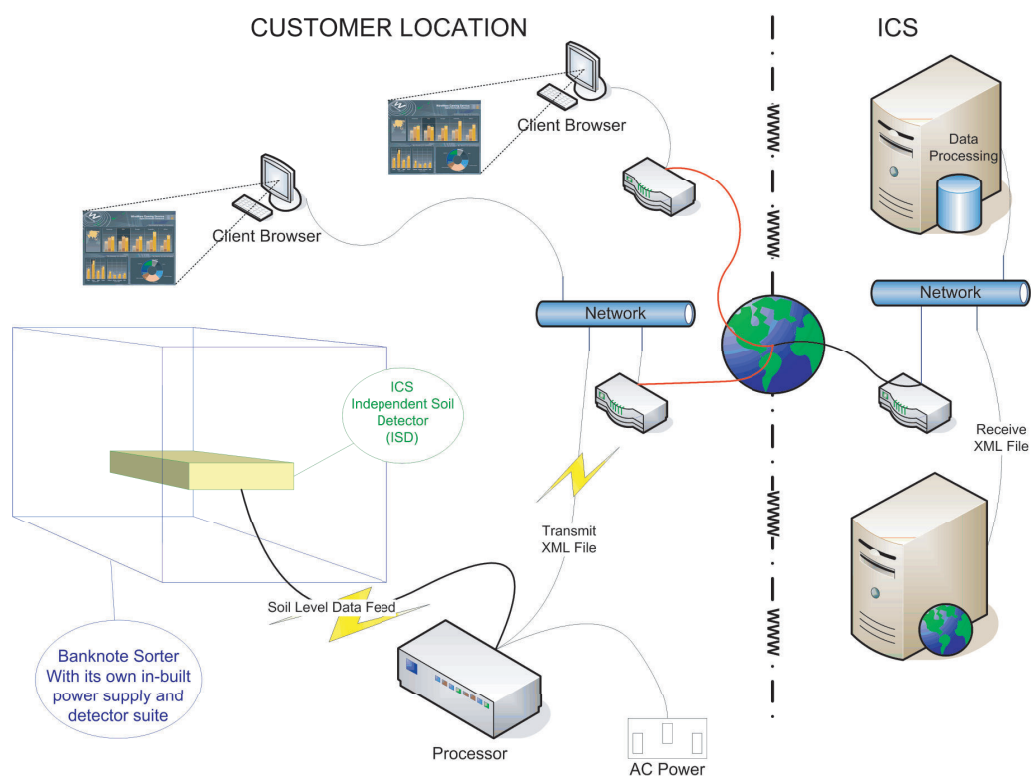 CUSTOMER LOCATION
ICS
Client Browser
Client Browser
Data
Processing
Network
Network
ICS
Independent Soil
Detector
(ISD)
Receive
XML File
Transmit
XML File
Soil Level Data Feed
Banknote Sorter
With its own in-built
power supply and
detector suite
Processor
AC Power